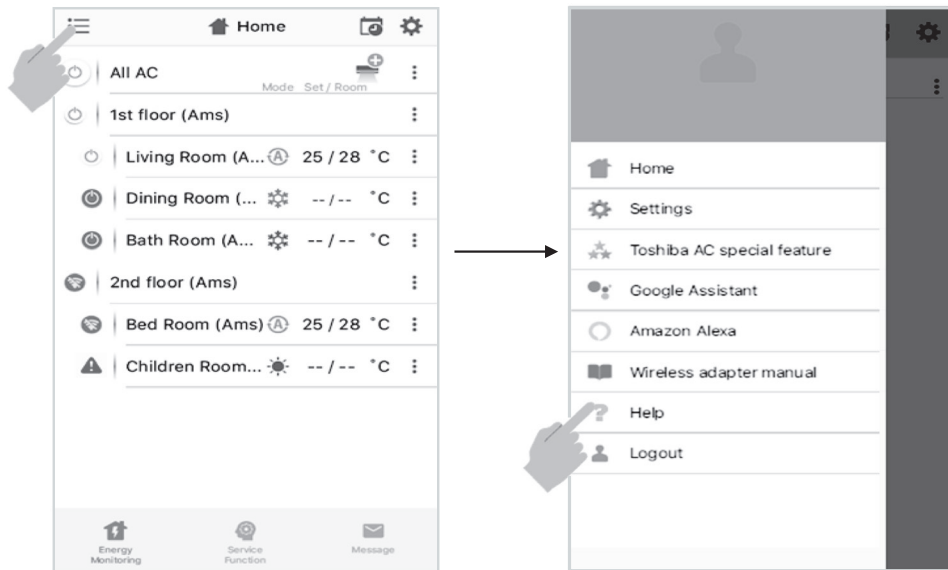 Home
All AC
Mode Set / Room
1st floor (Ams)
Living Room (A... A 25 / 28 °C
Dining Room (... -- / -- °C
Bath Room (A... -- / -- °C
2nd floor (Ams)
Bed Room (Ams) A 25 / 28 °C
Children Room... -- / -- °C
Energy
Monitoring
Service
Function
Message
Home
Settings
Toshiba AC special feature
Google Assistant
Amazon Alexa
Wireless adapter manual
? Help
Logout